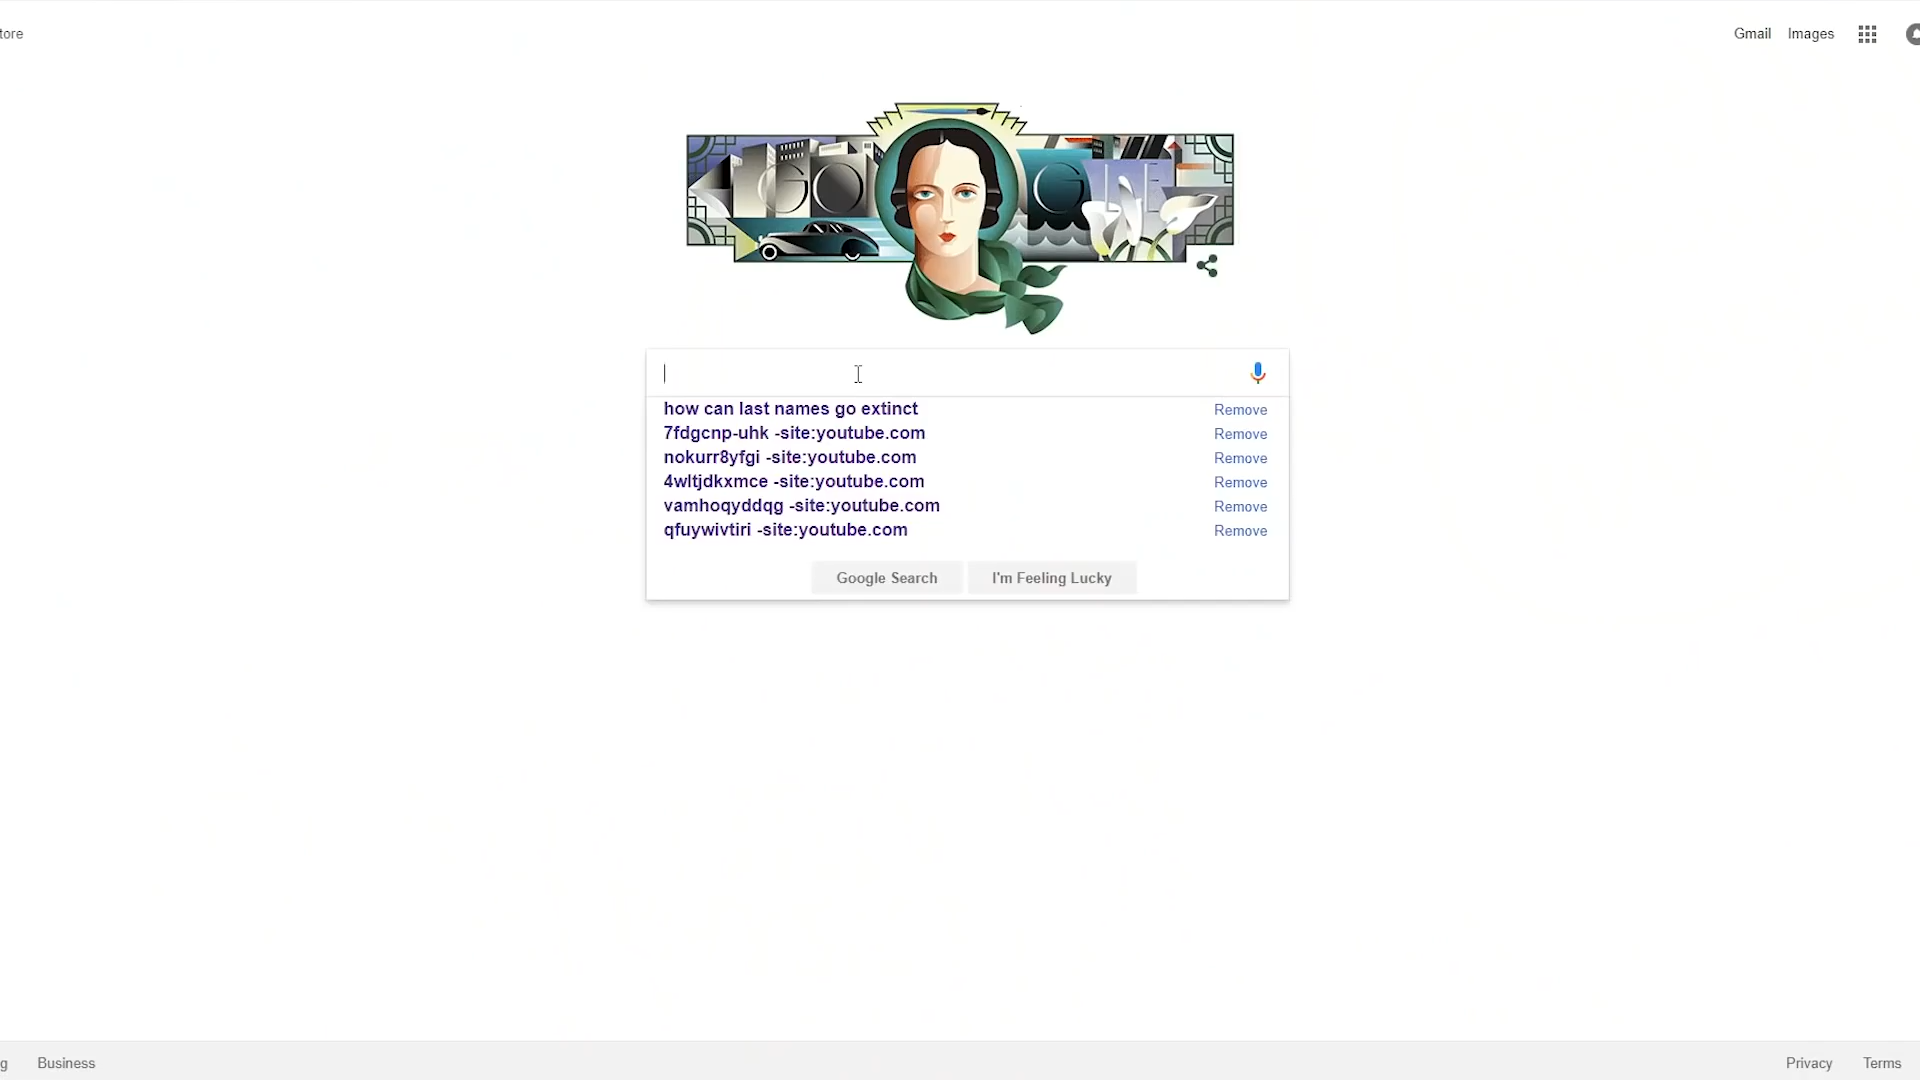 tore
Gmail Images
GO G LE
how can last names go extinct Remove
7fdgcnp-uhk -site:youtube.com Remove
nokurr8yfgi -site:youtube.com Remove
4wltjdkxmce -site:youtube.com Remove
vamhoqyddqg -site:youtube.com Remove
qfuywivtiri -site:youtube.com Remove
Google Search I'm Feeling Lucky
g Business Privacy Terms